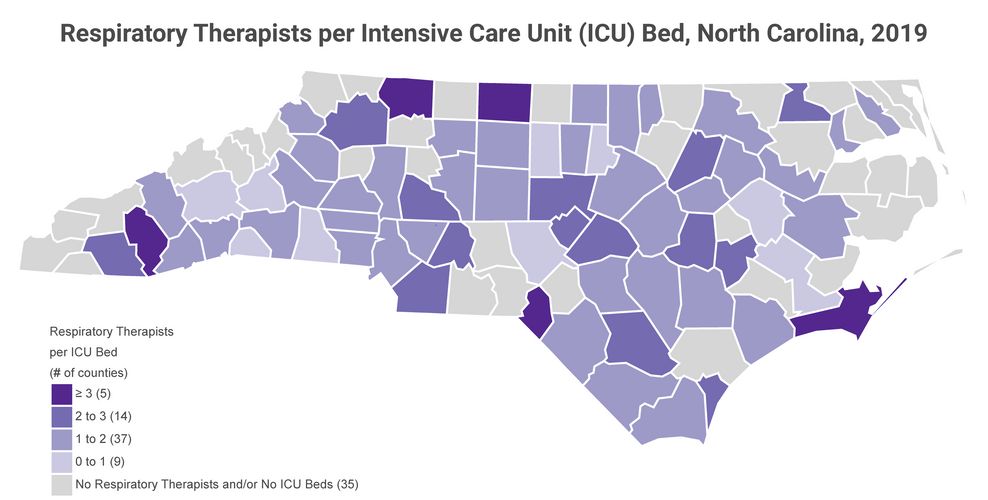 Respiratory Therapists per Intensive Care Unit (ICU) Bed, North Carolina, 2019
Respiratory Therapists
per ICU Bed
(# of counties)
≥ 3 (5)
2 to 3 (14)
1 to 2 (37)
0 to 1 (9)
No Respiratory Therapists and/or No ICU Beds (35)